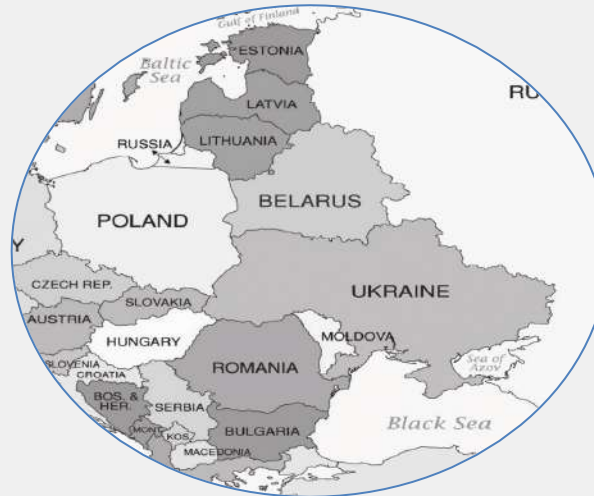 Gulf of Finland
ESTONIA
Baltic
Sea
RU
LATVIA
RUSSIA
LITHUANIA
BELARUS
POLAND
Y
CZECH REP.
UKRAINE
SLOVAKIA
AUSTRIA
HUNGARY
MOLDOVA
Sea of
Azov
SLOVENIA
CROATIA
ROMANIA
BOS. &
HER.
SERBIA
Black Sea
MONT.
KOS.
BULGARIA
MACEDONIA